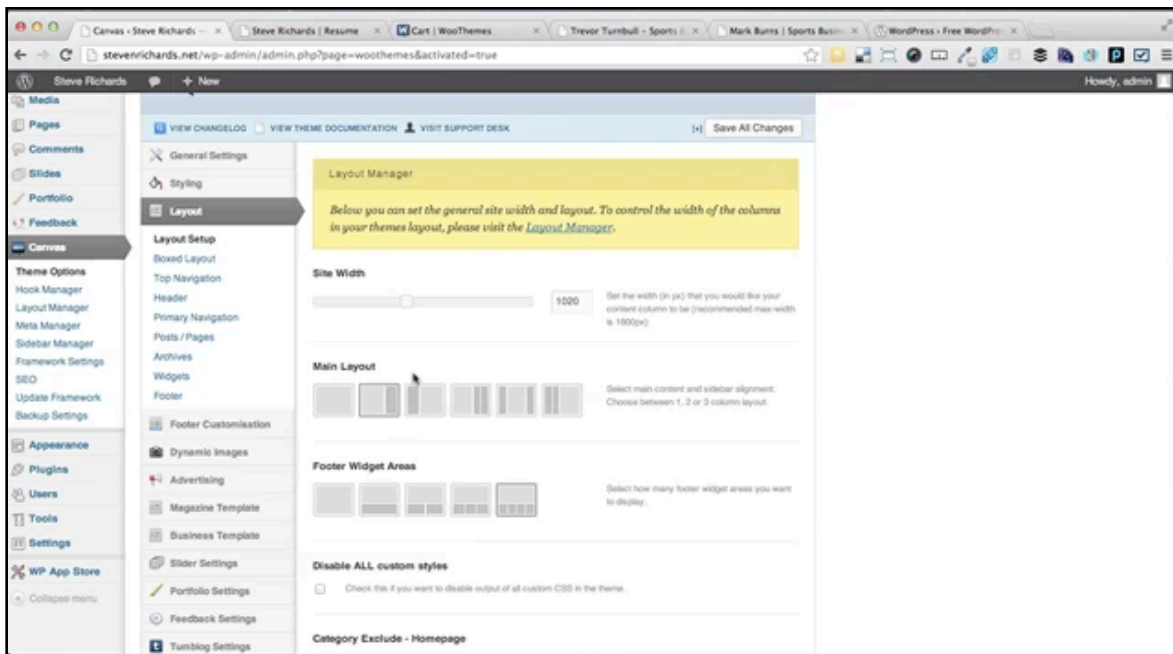 Canvas ‹ Steve Richards —
Steve Richards | Resume
Cart | WooThemes
Trevor Turnbull - Sports
Mark Burns | Sports Busin
WordPress › Free WordPre
stevenrichards.net/wp-admin/admin.php?page=woothemes&activated=true
Steve Richards
+ New
Howdy, admin
Media
Pages
Comments
Slides
Portfolio
Feedback
Canvas
Theme Options
Hook Manager
Layout Manager
Meta Manager
Sidebar Manager
Framework Settings
SEO
Update Framework
Backup Settings
Appearance
Plugins
Users
Tools
Settings
WP App Store
Collapse menu
VIEW CHANGELOG
VIEW THEME DOCUMENTATION
VISIT SUPPORT DESK
[+]
Save All Changes
General Settings
Styling
Layout
Layout Setup
Boxed Layout
Top Navigation
Header
Primary Navigation
Posts / Pages
Archives
Widgets
Footer
Footer Customisation
Dynamic Images
Advertising
Magazine Template
Business Template
Slider Settings
Portfolio Settings
Feedback Settings
Tumblog Settings
Layout Manager
Below you can set the general site width and layout. To control the width of the columns
in your themes layout, please visit the Layout Manager.
Site Width
1020
Set the width (in px) that you would like your
content column to be (recommended max-width
is 1600px)
Main Layout
Select main content and sidebar alignment.
Choose between 1, 2 or 3 column layout.
Footer Widget Areas
Select how many footer widget areas you want
to display.
Disable ALL custom styles
Check this if you want to disable output of all custom CSS in the theme.
Category Exclude - Homepage